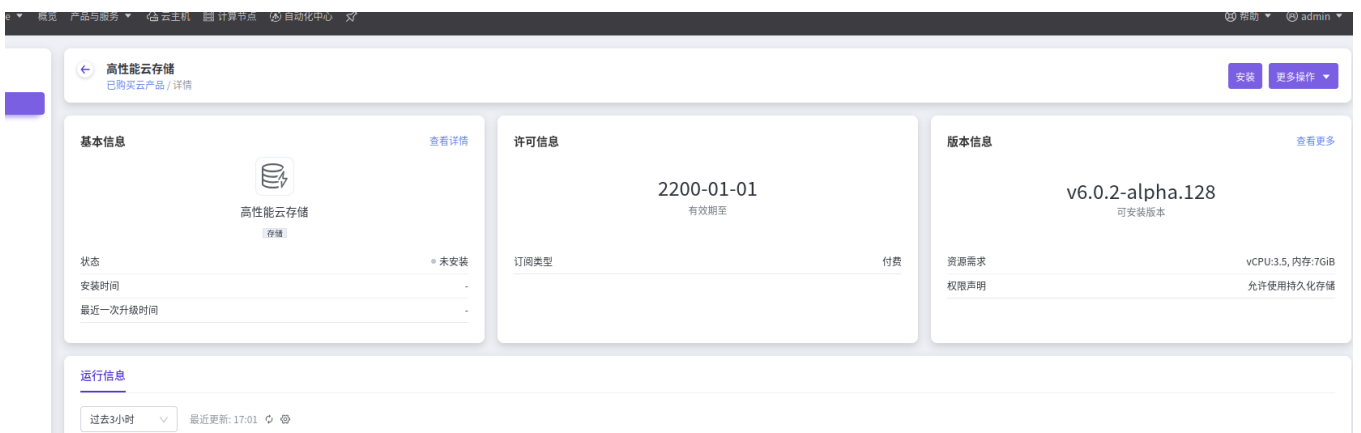 e 概览 产品与服务 云主机 计算节点 自动化中心 帮助 admin
高性能云存储
已购买云产品 / 详情
安装 更多操作
基本信息 查看详情
高性能云存储
存储
状态 未安装
安装时间 -
最近一次升级时间 -
许可信息
2200-01-01
有效期至
订阅类型 付费
版本信息 查看更多
v6.0.2-alpha.128
可安装版本
资源需求 vCPU:3.5, 内存:7GiB
权限声明 允许使用持久化存储
运行信息
过去3小时 最近更新: 17:01